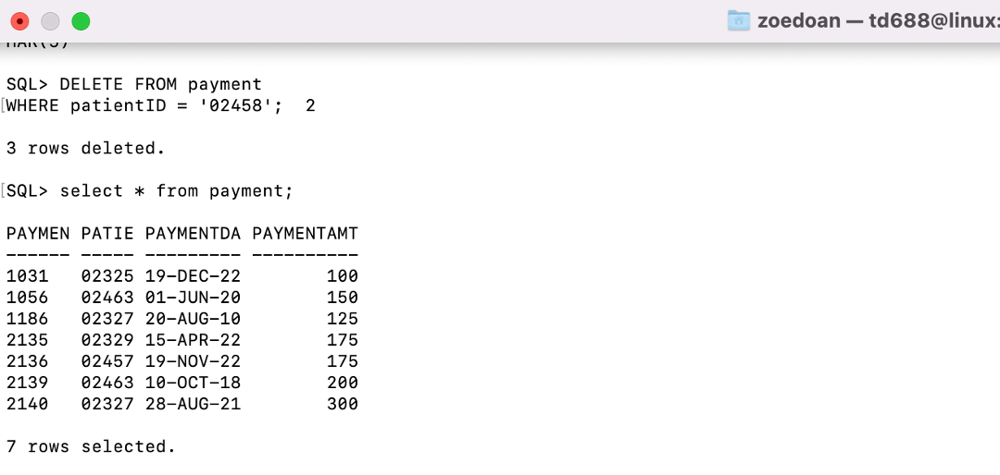 zoedoan — td688@linux:
SQL> DELETE FROM payment
WHERE patientID = '02458';  2
3 rows deleted.
SQL> select * from payment;
PAYMEN PATIE PAYMENTDA PAYMENTAMT
------ ----- --------- ----------
1031   02325 19-DEC-22        100
1056   02463 01-JUN-20        150
1186   02327 20-AUG-10        125
2135   02329 15-APR-22        175
2136   02457 19-NOV-22        175
2139   02463 10-OCT-18        200
2140   02327 28-AUG-21        300
7 rows selected.